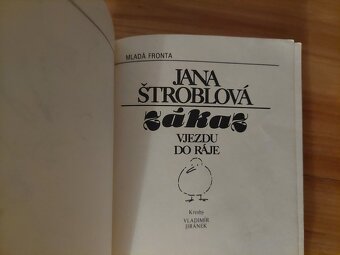 MLADÁ FRONTA
JANA
ŠTROBLOVÁ
zákaz
VJEZDU
DO RÁJE
Kresby
VLADIMÍR
JIRÁNEK